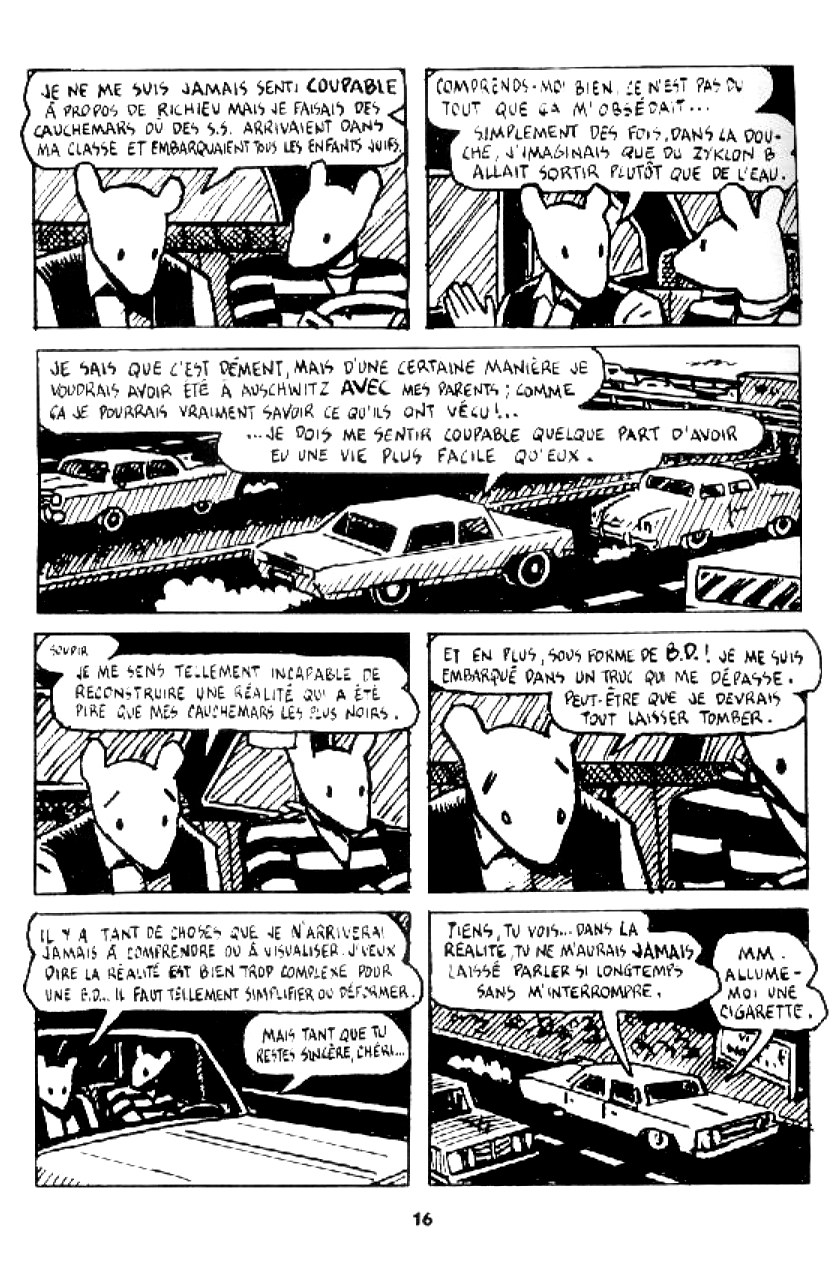 JE NE ME SUIS JAMAIS SENTI COUPABLE
À PROPOS DE RICHIEU MAIS JE FAISAIS DES
CAUCHEMARS OÙ DES S.S. ARRIVAIENT DANS
MA CLASSE ET EMBARQUAIENT TOUS LES ENFANTS JUIFS.
COMPRENDS-MOI BIEN. CE N'EST PAS DU
TOUT QUE ÇA M'OBSÉDAIT...
SIMPLEMENT DES FOIS, DANS LA DOU-
CHE, J'IMAGINAIS QUE DU ZYKLON B
ALLAIT SORTIR PLUTÔT QUE DE L'EAU.
JE SAIS QUE C'EST DÉMENT, MAIS D'UNE CERTAINE MANIÈRE JE
VOUDRAIS AVOIR ÉTÉ À AUSCHWITZ AVEC MES PARENTS ; COMME
ÇA JE POURRAIS VRAIMENT SAVOIR CE QU'ILS ONT VÉCU !...
...JE DOIS ME SENTIR COUPABLE QUELQUE PART D'AVOIR
EU UNE VIE PLUS FACILE QU'EUX.
SOUPIR
JE ME SENS TELLEMENT INCAPABLE DE
RECONSTRUIRE UNE RÉALITÉ QUI A ÉTÉ
PIRE QUE MES CAUCHEMARS LES PLUS NOIRS.
ET EN PLUS, SOUS FORME DE B.D.! JE ME SUIS
EMBARQUÉ DANS UN TRUC QUI ME DÉPASSE.
PEUT-ÊTRE QUE JE DEVRAIS
TOUT LAISSER TOMBER.
IL Y A TANT DE CHOSES QUE JE N'ARRIVERAI
JAMAIS À COMPRENDRE OU À VISUALISER. J'VEUX
DIRE LA RÉALITÉ EST BIEN TROP COMPLEXE POUR
UNE B.D... IL FAUT TELLEMENT SIMPLIFIER OU DÉFORMER.
MAIS TANT QUE TU
RESTES SINCÈRE, CHÉRI...
TIENS, TU VOIS... DANS LA
RÉALITÉ, TU NE M'AURAIS JAMAIS
LAISSÉ PARLER SI LONGTEMPS
SANS M'INTERROMPRE.
MM.
ALLUME-
MOI UNE
CIGARETTE.
16